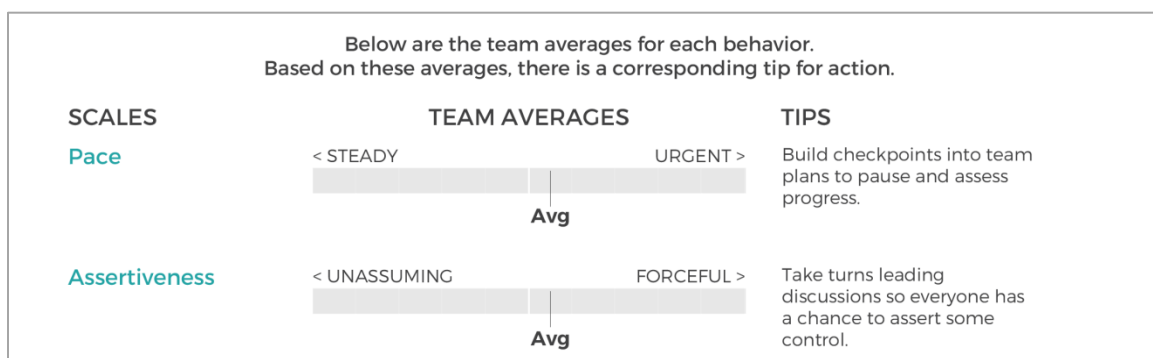 Below are the team averages for each behavior.
Based on these averages, there is a corresponding tip for action.
SCALES TEAM AVERAGES TIPS
Pace
< STEADY URGENT >
Avg
Build checkpoints into team
plans to pause and assess
progress.
Assertiveness
< UNASSUMING FORCEFUL >
Avg
Take turns leading
discussions so everyone has
a chance to assert some
control.